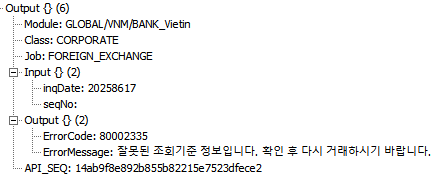 Output {} (6)
Module: GLOBAL/VNM/BANK_Vietin
Class: CORPORATE
Job: FOREIGN_EXCHANGE
Input {} (2)
inqDate: 20258617
seqNo:
Output {} (2)
ErrorCode: 80002335
ErrorMessage: 잘못된 조회기준 정보입니다. 확인 후 다시 거래하시기 바랍니다.
API_SEQ: 14ab9f8e892b855b82215e7523dfece2